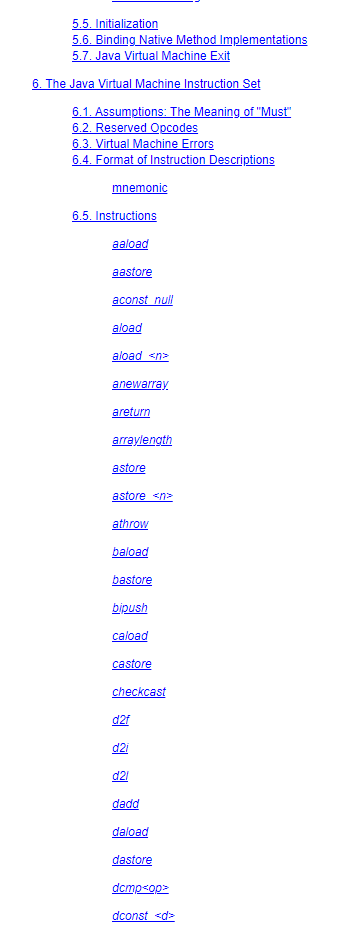 5.5. Initialization
5.6. Binding Native Method Implementations
5.7. Java Virtual Machine Exit
6. The Java Virtual Machine Instruction Set
6.1. Assumptions: The Meaning of "Must"
6.2. Reserved Opcodes
6.3. Virtual Machine Errors
6.4. Format of Instruction Descriptions
mnemonic
6.5. Instructions
aaload
aastore
aconst_null
aload
aload_<n>
anewarray
areturn
arraylength
astore
astore_<n>
athrow
baload
bastore
bipush
caload
castore
checkcast
d2f
d2i
d2l
dadd
daload
dastore
dcmp<op>
dconst_<d>